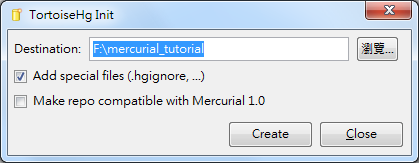 TortoiseHg Init
Destination: F:\mercurial_tutorial 瀏覽...
Add special files (.hgignore, ...)
Make repo compatible with Mercurial 1.0
Create Close